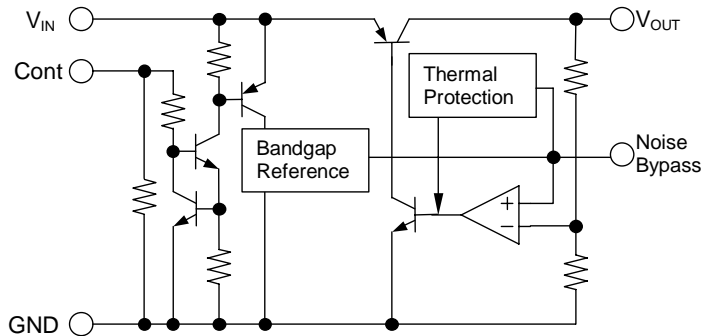 VIN
VOUT
Cont
Thermal
Protection
Bandgap
Reference
Noise
Bypass
+
−
GND